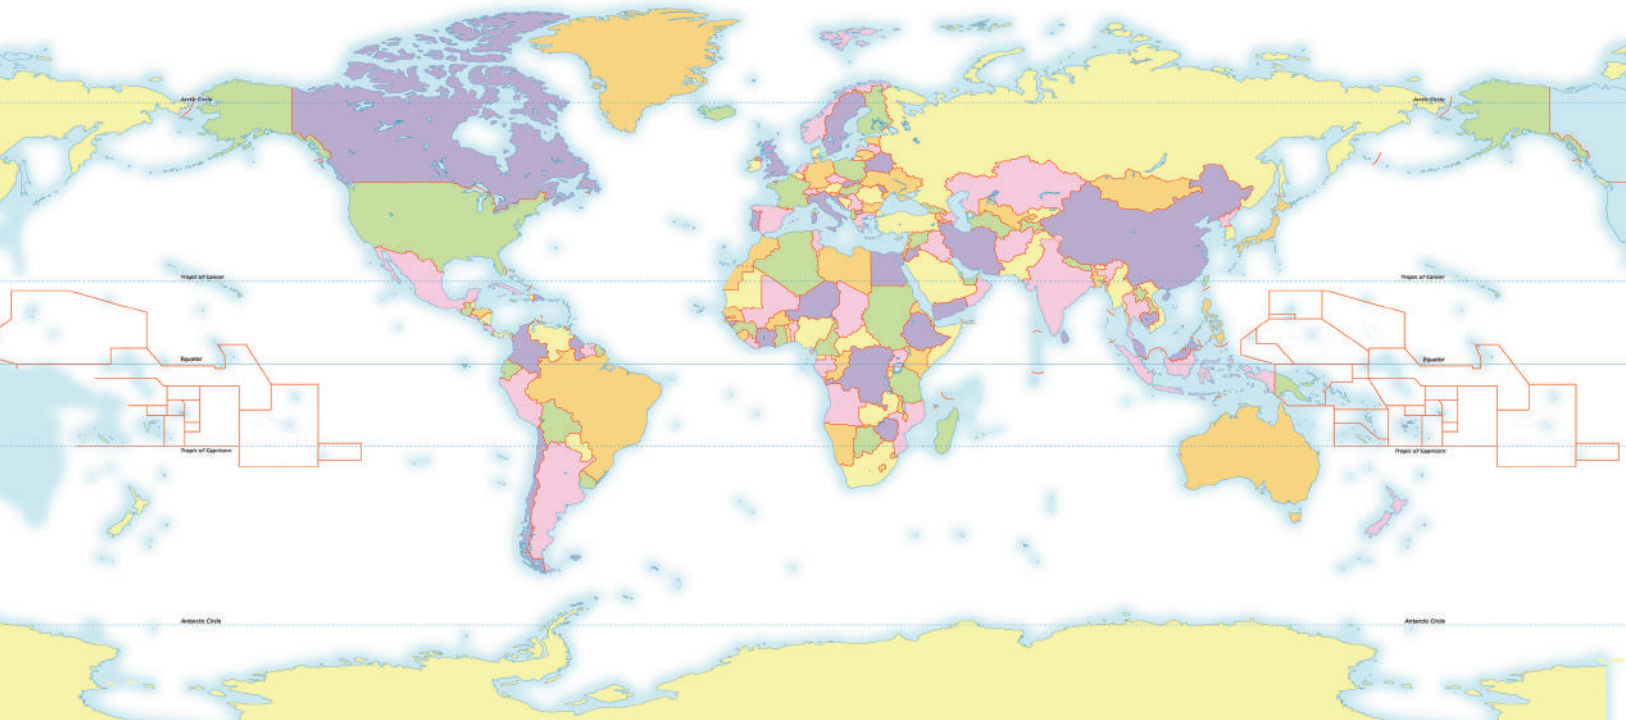 Arctic Circle
Arctic Circle
Tropic of Cancer
Tropic of Cancer
Equator
Equator
Tropic of Capricorn
Tropic of Capricorn
Antarctic Circle
Antarctic Circle